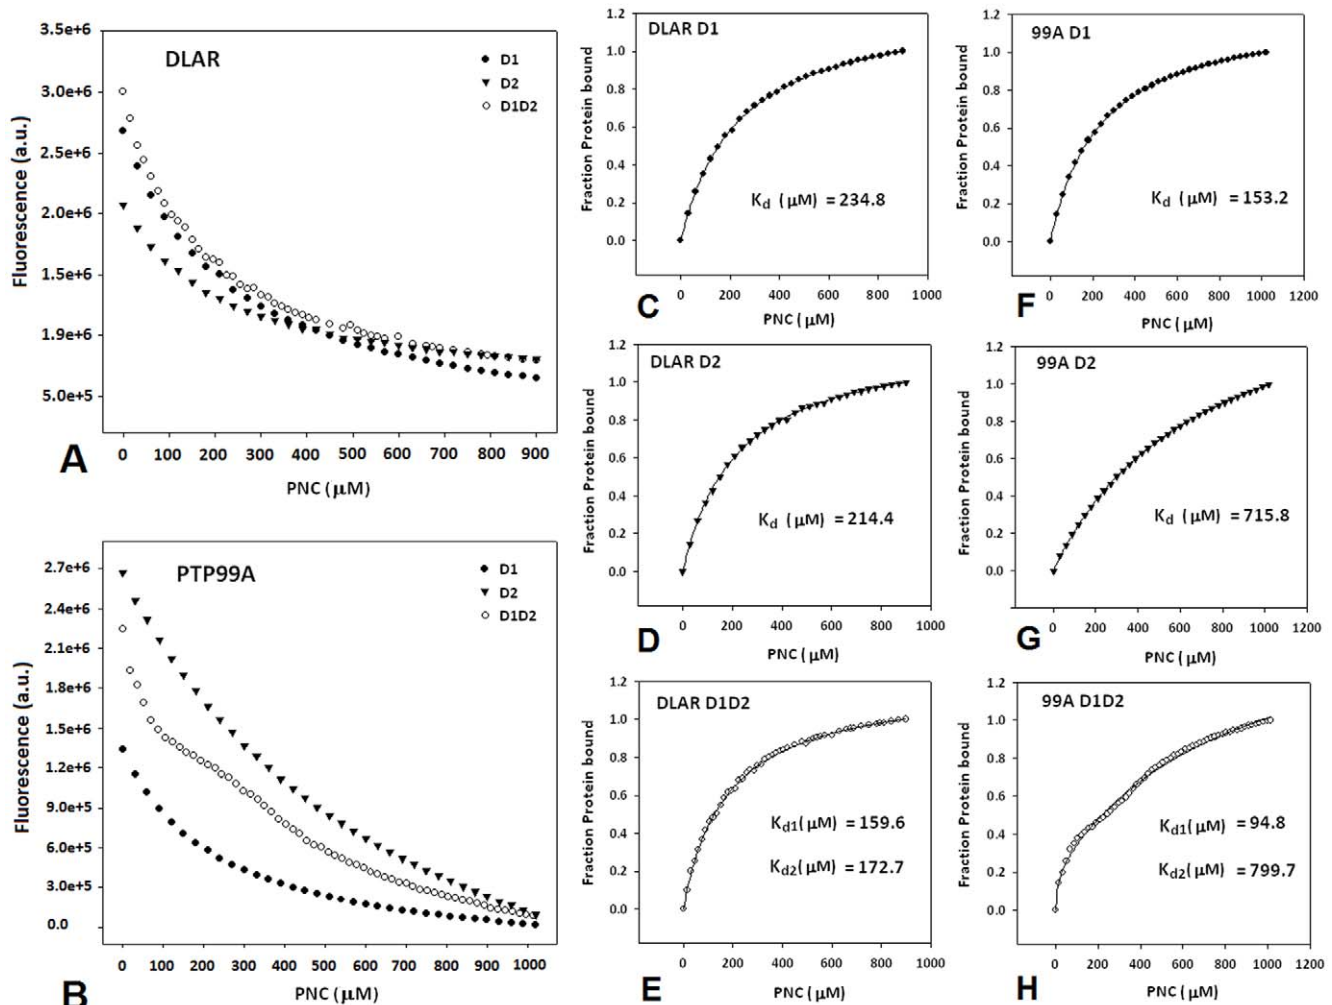 DLAR
D1
D2
D1D2
Fluorescence (a.u.)
3.5e+6
3.0e+6
2.5e+6
2.0e+6
1.5e+6
1.9e+6
5.0e+5
0 100 200 300 400 500 600 700 800 900
PNC (μM)
A
PTP99A
D1
D2
D1D2
Fluorescence (a.u.)
2.7e+6
2.4e+6
2.1e+6
1.8e+6
1.5e+6
1.2e+6
9.0e+5
6.0e+5
3.0e+5
0.0
0 100 200 300 400 500 600 700 800 900 1000
PNC (μM)
B
DLAR D1
Fraction Protein bound
1.2
1.0
0.8
0.6
0.4
0.2
0.0
Kd (μM) = 234.8
0 200 400 600 800 1000
PNC (μM)
C
DLAR D2
Fraction Protein bound
1.2
1.0
0.8
0.6
0.4
0.2
0.0
Kd (μM) = 214.4
0 200 400 600 800 1000
PNC (μM)
D
DLAR D1D2
Fraction Protein bound
1.2
1.0
0.8
0.6
0.4
0.2
0.0
Kd1(μM) = 159.6
Kd2(μM) = 172.7
0 200 400 600 800 1000
PNC (μM)
E
99A D1
Fraction Protein bound
1.2
1.0
0.8
0.6
0.4
0.2
0.0
Kd (μM) = 153.2
0 200 400 600 800 1000 1200
PNC (μM)
F
99A D2
Fraction Protein bound
1.2
1.0
0.8
0.6
0.4
0.2
0.0
Kd (μM) = 715.8
0 200 400 600 800 1000 1200
PNC (μM)
G
99A D1D2
Fraction Protein bound
1.2
1.0
0.8
0.6
0.4
0.2
0.0
Kd1(μM) = 94.8
Kd2(μM) = 799.7
0 200 400 600 800 1000 1200
PNC (μM)
H